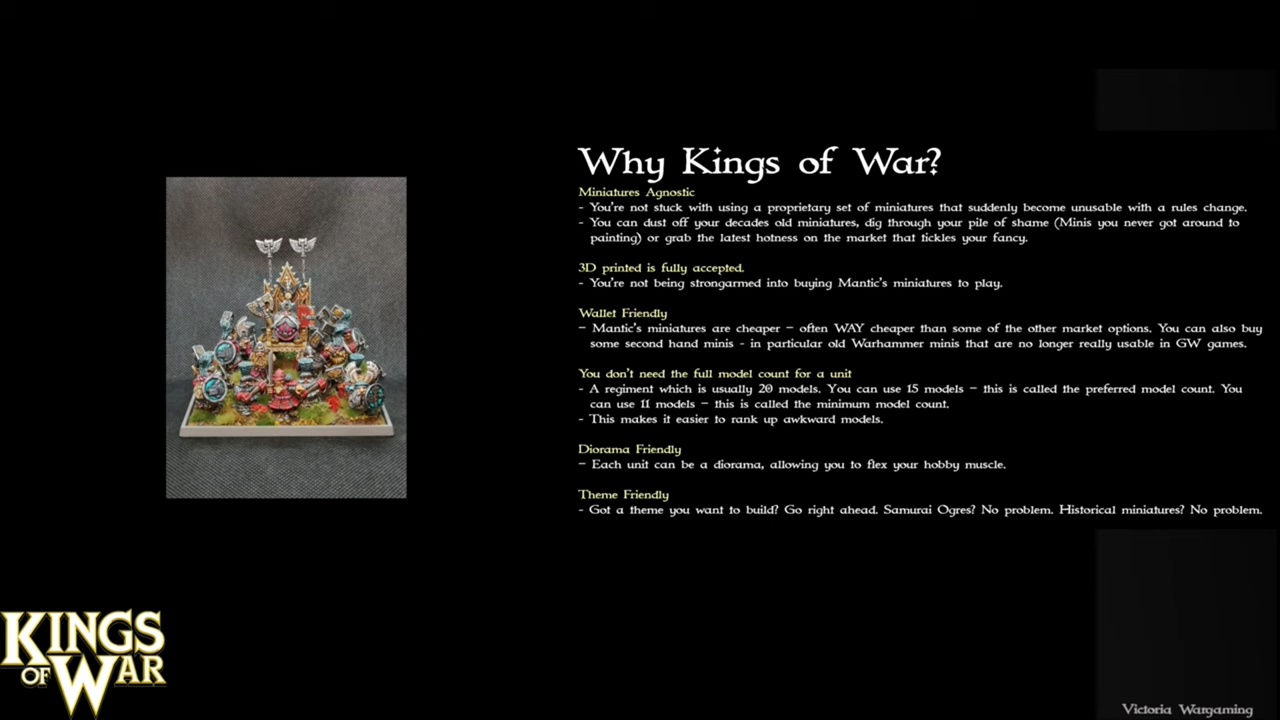 Why Kings of War?
Miniatures Agnostic
- You're not stuck with using a proprietary set of miniatures that suddenly become unusable with a rules change.
- You can dust off your decades old miniatures, dig through your pile of shame (Minis you never got around to
painting) or grab the latest hotness on the market that tickles your fancy.
3D printed is fully accepted.
- You're not being strongarmed into buying Mantic's miniatures to play.
Wallet Friendly
– Mantic's miniatures are cheaper – often WAY cheaper than some of the other market options. You can also buy
some second hand minis - in particular old Warhammer minis that are no longer really usable in GW games.
You don't need the full model count for a unit
- A regiment which is usually 20 models. You can use 15 models – this is called the preferred model count. You
can use 11 models – this is called the minimum model count.
- This makes it easier to rank up awkward models.
Diorama Friendly
– Each unit can be a diorama, allowing you to flex your hobby muscle.
Theme Friendly
- Got a theme you want to build? Go right ahead. Samurai Ogres? No problem. Historical miniatures? No problem.
KINGS
OF WAR
Victoria Wargaming